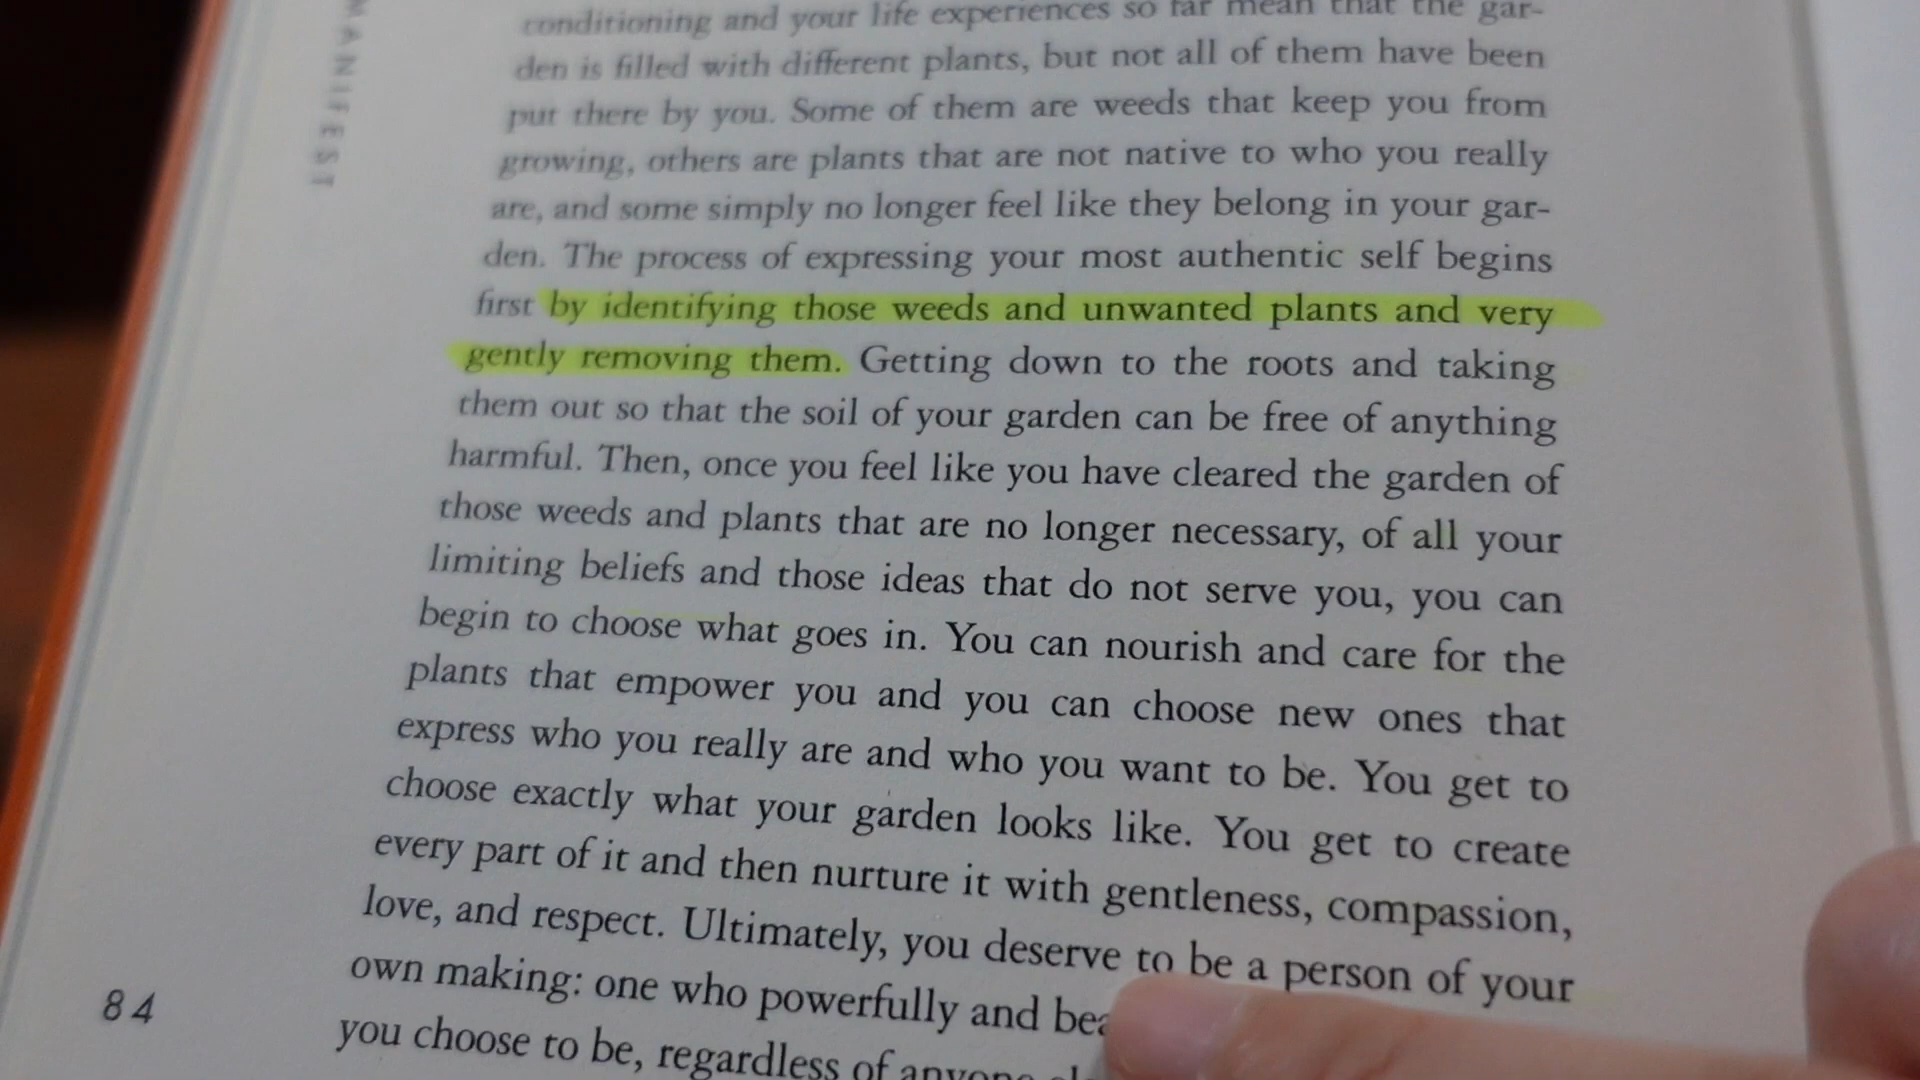 MANIFEST
conditioning and your life experiences so far mean that the gar-
den is filled with different plants, but not all of them have been
put there by you. Some of them are weeds that keep you from
growing, others are plants that are not native to who you really
are, and some simply no longer feel like they belong in your gar-
den. The process of expressing your most authentic self begins
first by identifying those weeds and unwanted plants and very
gently removing them. Getting down to the roots and taking
them out so that the soil of your garden can be free of anything
harmful. Then, once you feel like you have cleared the garden of
those weeds and plants that are no longer necessary, of all your
limiting beliefs and those ideas that do not serve you, you can
begin to choose what goes in. You can nourish and care for the
plants that empower you and you can choose new ones that
express who you really are and who you want to be. You get to
choose exactly what your garden looks like. You get to create
every part of it and then nurture it with gentleness, compassion,
love, and respect. Ultimately, you deserve to be a person of your
own making: one who powerfully and
you choose to be, regardless of
84